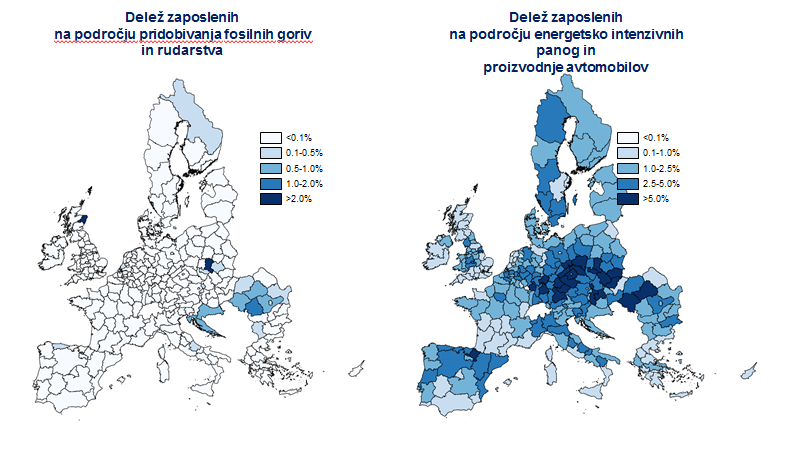 Delež zaposlenih
na področju pridobivanja fosilnih goriv
in rudarstva
<0.1%
0.1-0.5%
0.5-1.0%
1.0-2.0%
>2.0%
Delež zaposlenih
na področju energetsko intenzivnih
panog in
proizvodnje avtomobilov
<0.1%
0.1-1.0%
1.0-2.5%
2.5-5.0%
>5.0%